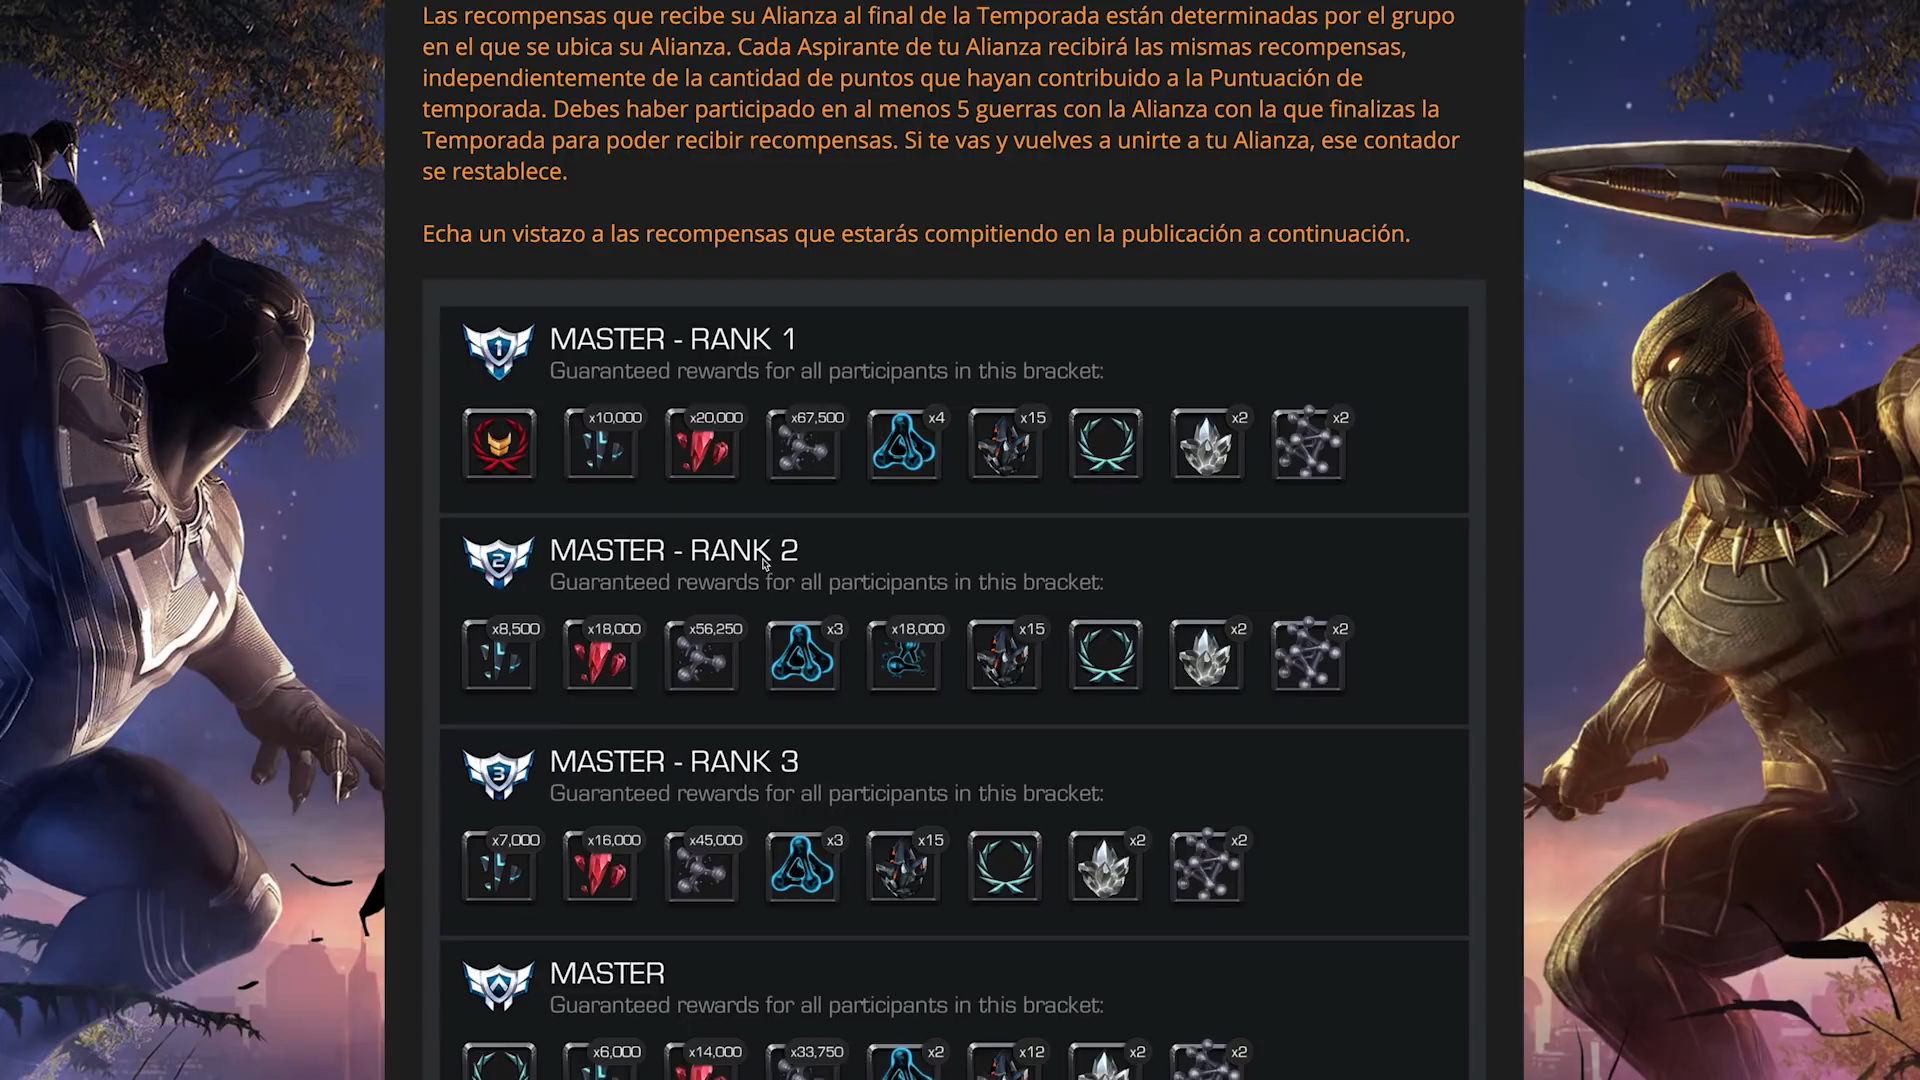 Las recompensas que recibe su Alianza al final de la Temporada están determinadas por el grupo
en el que se ubica su Alianza. Cada Aspirante de tu Alianza recibirá las mismas recompensas,
independientemente de la cantidad de puntos que hayan contribuido a la Puntuación de
temporada. Debes haber participado en al menos 5 guerras con la Alianza con la que finalizas la
Temporada para poder recibir recompensas. Si te vas y vuelves a unirte a tu Alianza, ese contador
se restablece.
Echa un vistazo a las recompensas que estarás compitiendo en la publicación a continuación.
1 MASTER - RANK 1
Guaranteed rewards for all participants in this bracket:
x10,000 x20,000 x67,500 x4 x15 x2 x2
2 MASTER - RANK 2
Guaranteed rewards for all participants in this bracket:
x8,500 x18,000 x56,250 x3 x18,000 x15 x2 x2
3 MASTER - RANK 3
Guaranteed rewards for all participants in this bracket:
x7,000 x16,000 x45,000 x3 x15 x2 x2
MASTER
Guaranteed rewards for all participants in this bracket:
x6,000 x14,000 x33,750 x2 x12 x2 x2